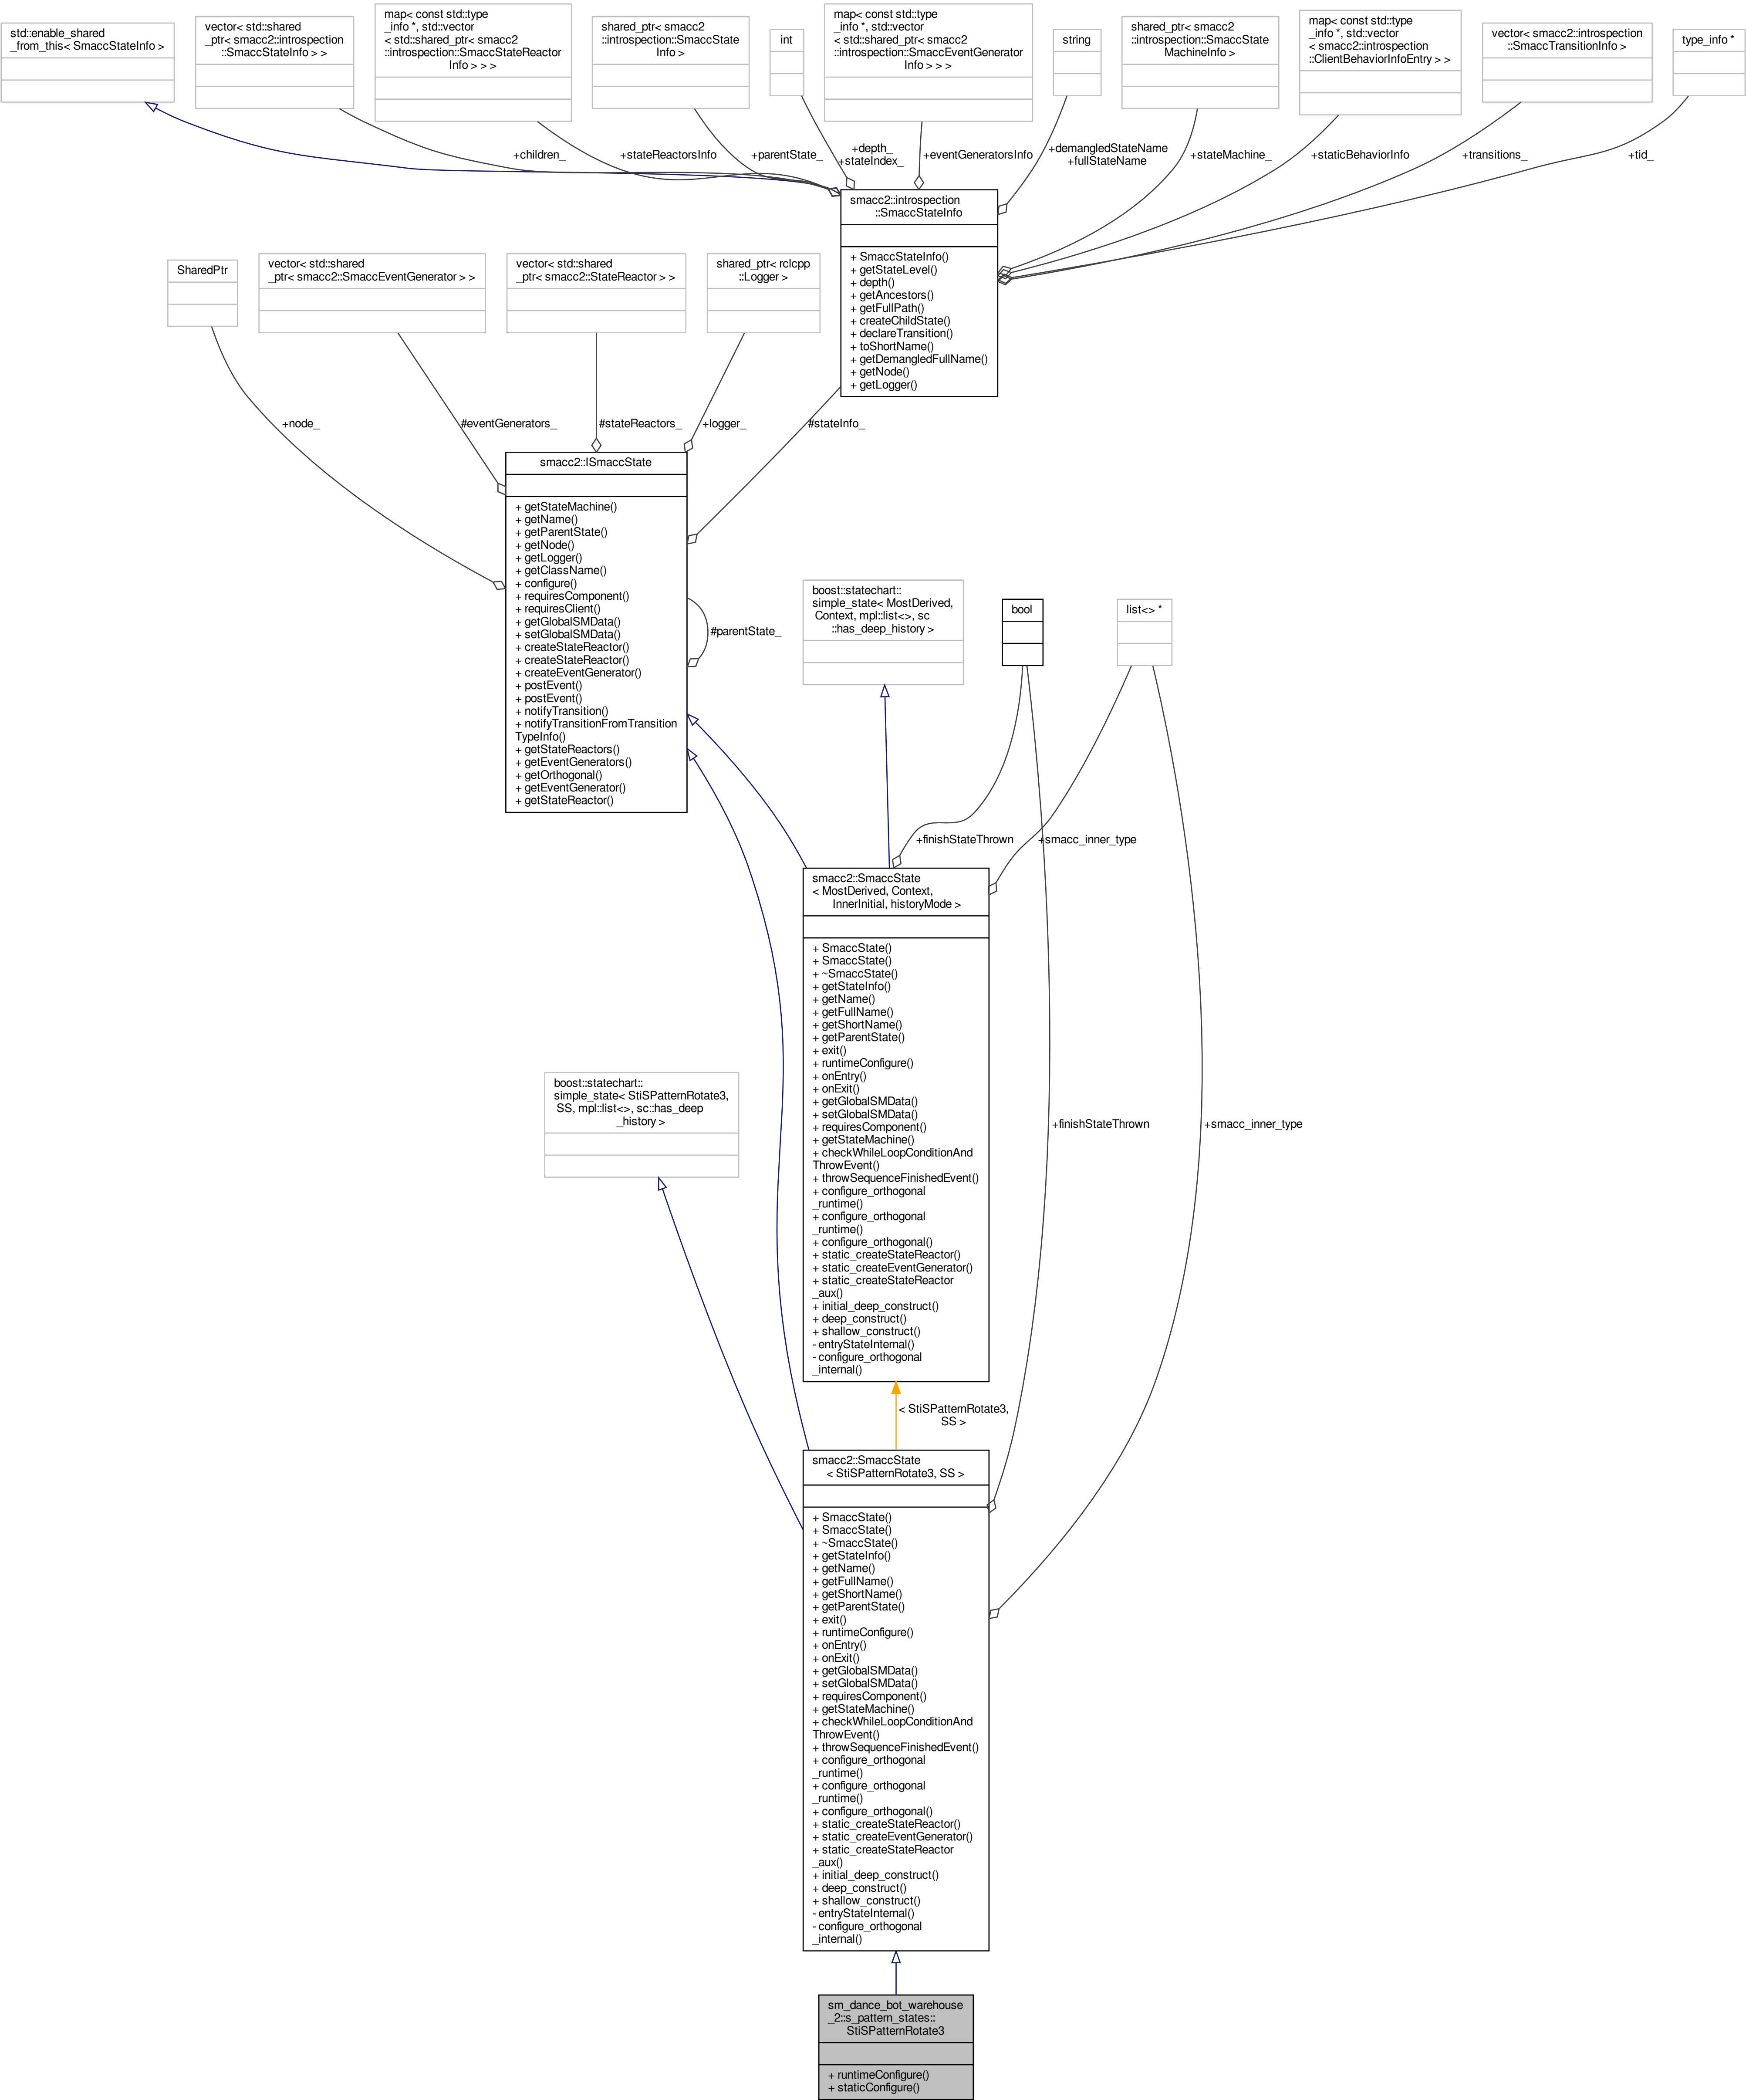 std::enable_shared
_from_this< SmaccStateInfo >
vector< std::shared
_ptr< smacc2::introspection
::SmaccStateInfo > >
map< const std::type
_info *, std::vector
< std::shared_ptr< smacc2
::introspection::SmaccStateReactor
Info > > >
shared_ptr< smacc2
::introspection::SmaccState
Info >
int
map< const std::type
_info *, std::vector
< std::shared_ptr< smacc2
::introspection::SmaccEventGenerator
Info > > >
string
shared_ptr< smacc2
::introspection::SmaccState
MachineInfo >
map< const std::type
_info *, std::vector
< smacc2::introspection
::ClientBehaviorInfoEntry > >
vector< smacc2::introspection
::SmaccTransitionInfo >
type_info *
+children_
+stateReactorsInfo
+parentState_
+depth_
+stateIndex_
+eventGeneratorsInfo
+demangledStateName
+fullStateName
+stateMachine_
+staticBehaviorInfo
+transitions_
+tid_
smacc2::introspection
::SmaccStateInfo
+ SmaccStateInfo()
+ getStateLevel()
+ depth()
+ getAncestors()
+ getFullPath()
+ createChildState()
+ declareTransition()
+ toShortName()
+ getDemangledFullName()
+ getNode()
+ getLogger()
SharedPtr
vector< std::shared
_ptr< smacc2::SmaccEventGenerator > >
vector< std::shared
_ptr< smacc2::StateReactor > >
shared_ptr< rclcpp
::Logger >
+node_
#eventGenerators_
#stateReactors_
+logger_
#stateInfo_
smacc2::ISmaccState
+ getStateMachine()
+ getName()
+ getParentState()
+ getNode()
+ getLogger()
+ getClassName()
+ configure()
+ requiresComponent()
+ requiresClient()
+ getGlobalSMData()
+ setGlobalSMData()
+ createStateReactor()
+ createStateReactor()
+ createEventGenerator()
+ postEvent()
+ postEvent()
+ notifyTransition()
+ notifyTransitionFromTransition
TypeInfo()
+ getStateReactors()
+ getEventGenerators()
+ getOrthogonal()
+ getEventGenerator()
+ getStateReactor()
#parentState_
boost::statechart::
simple_state< MostDerived,
Context, mpl::list<>, sc
::has_deep_history >
bool
list<> *
+finishStateThrown
+smacc_inner_type
smacc2::SmaccState
< MostDerived, Context,
InnerInitial, historyMode >
+ SmaccState()
+ SmaccState()
+ ~SmaccState()
+ getStateInfo()
+ getName()
+ getFullName()
+ getShortName()
+ getParentState()
+ exit()
+ runtimeConfigure()
+ onEntry()
+ onExit()
+ getGlobalSMData()
+ setGlobalSMData()
+ requiresComponent()
+ getStateMachine()
+ checkWhileLoopConditionAnd
ThrowEvent()
+ throwSequenceFinishedEvent()
+ configure_orthogonal
_runtime()
+ configure_orthogonal
_runtime()
+ configure_orthogonal()
+ static_createStateReactor()
+ static_createEventGenerator()
+ static_createStateReactor
_aux()
+ initial_deep_construct()
+ deep_construct()
+ shallow_construct()
- entryStateInternal()
- configure_orthogonal
_internal()
boost::statechart::
simple_state< StiSPatternRotate3,
SS, mpl::list<>, sc::has_deep
_history >
+finishStateThrown
+smacc_inner_type
< StiSPatternRotate3,
SS >
smacc2::SmaccState
< StiSPatternRotate3, SS >
+ SmaccState()
+ SmaccState()
+ ~SmaccState()
+ getStateInfo()
+ getName()
+ getFullName()
+ getShortName()
+ getParentState()
+ exit()
+ runtimeConfigure()
+ onEntry()
+ onExit()
+ getGlobalSMData()
+ setGlobalSMData()
+ requiresComponent()
+ getStateMachine()
+ checkWhileLoopConditionAnd
ThrowEvent()
+ throwSequenceFinishedEvent()
+ configure_orthogonal
_runtime()
+ configure_orthogonal
_runtime()
+ configure_orthogonal()
+ static_createStateReactor()
+ static_createEventGenerator()
+ static_createStateReactor
_aux()
+ initial_deep_construct()
+ deep_construct()
+ shallow_construct()
- entryStateInternal()
- configure_orthogonal
_internal()
sm_dance_bot_warehouse
_2::s_pattern_states::
StiSPatternRotate3
+ runtimeConfigure()
+ staticConfigure()